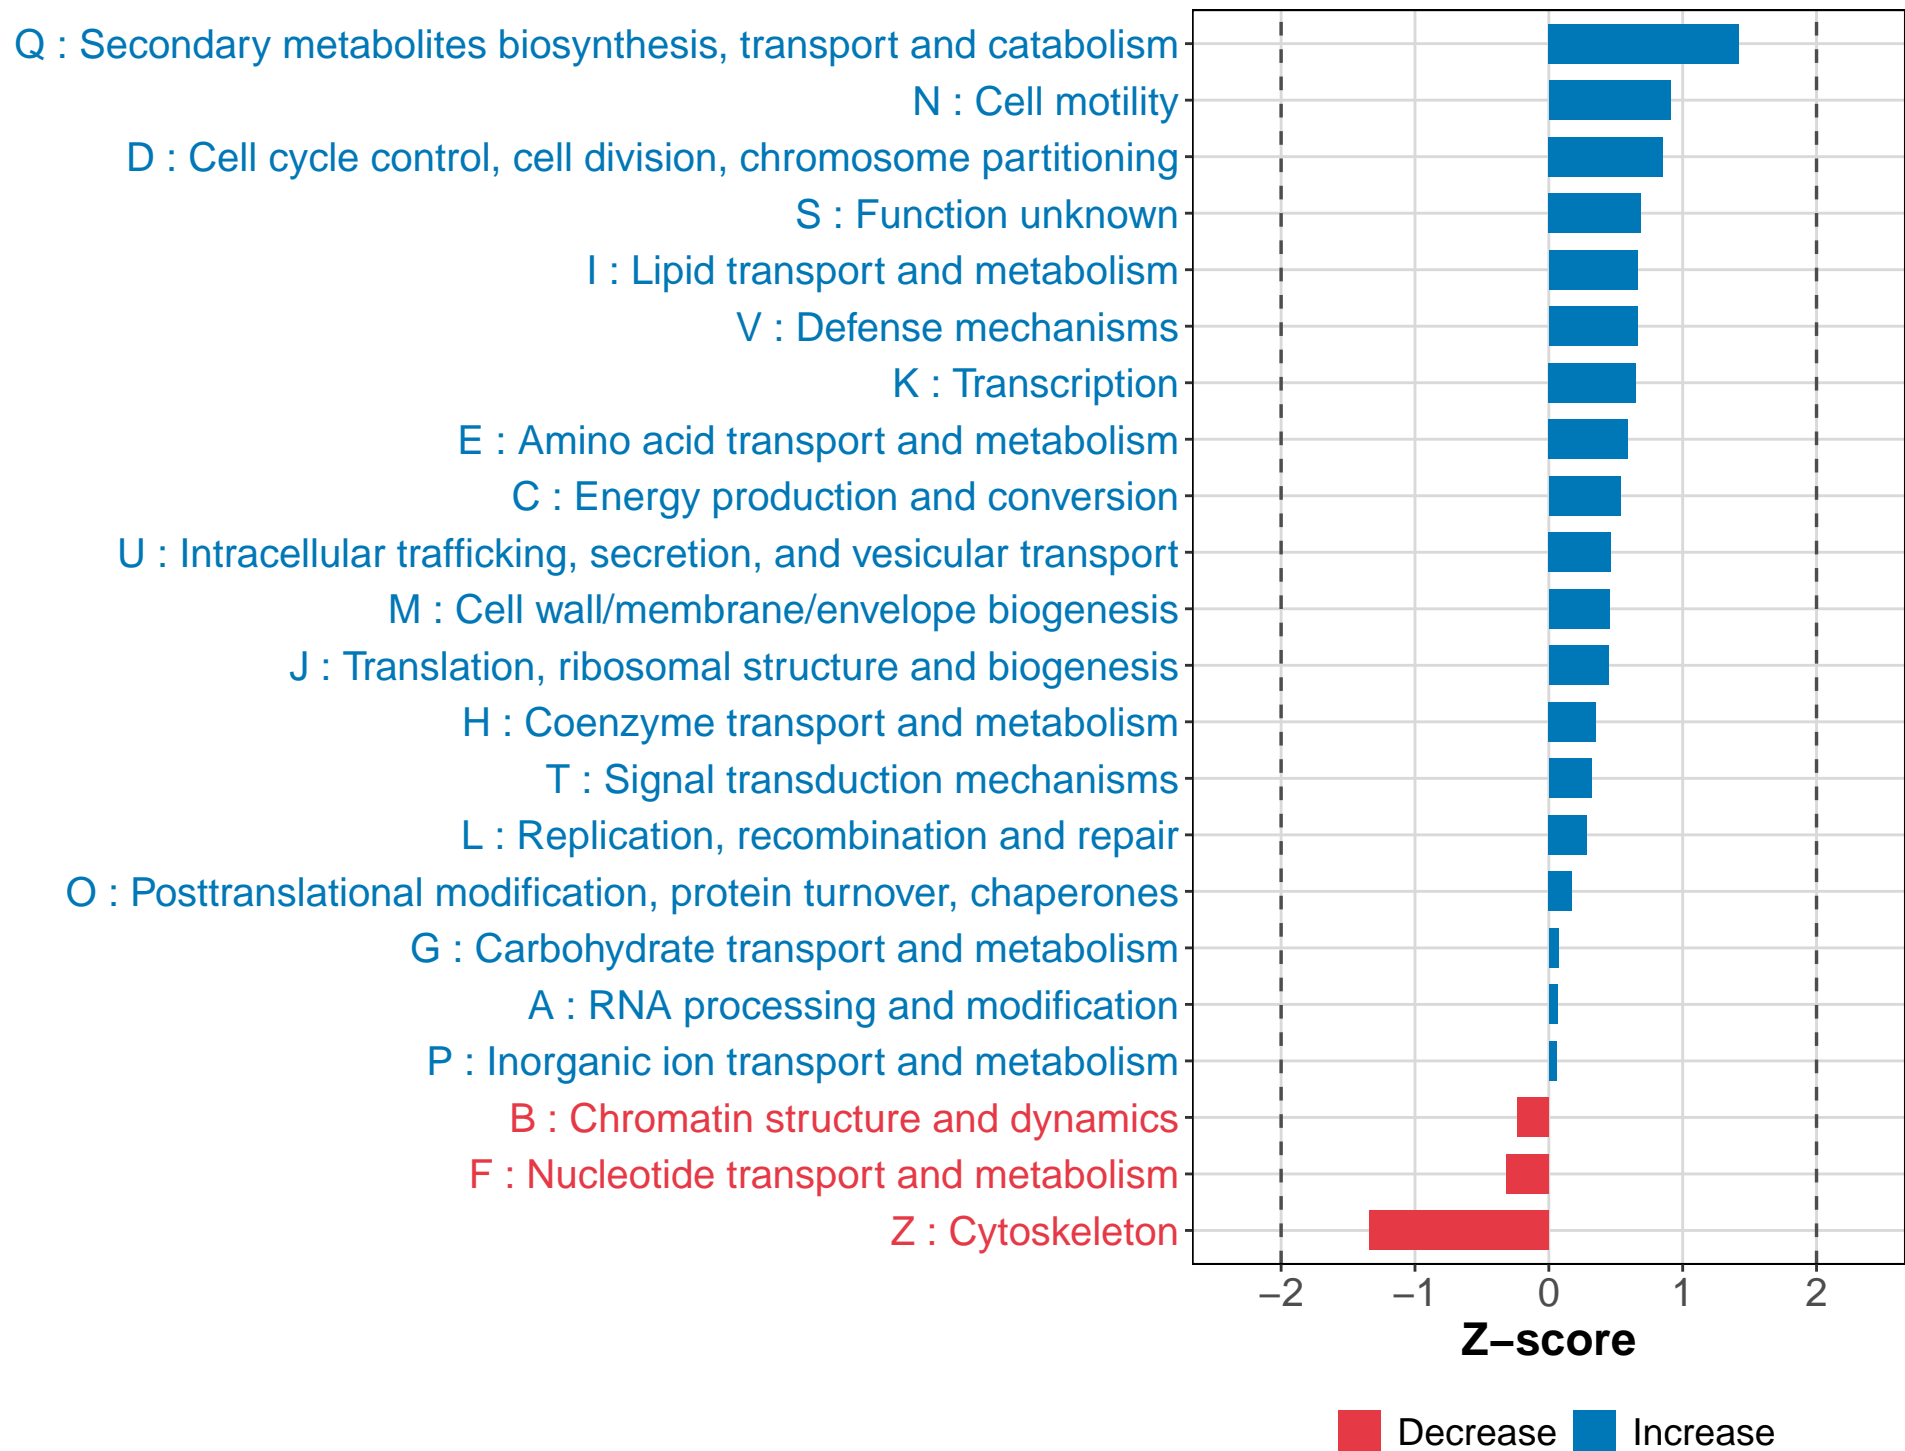 Q : Secondary metabolites biosynthesis, transport and catabolism
N : Cell motility
D : Cell cycle control, cell division, chromosome partitioning
S : Function unknown
I : Lipid transport and metabolism
V : Defense mechanisms
K : Transcription
E : Amino acid transport and metabolism
C : Energy production and conversion
U : Intracellular trafficking, secretion, and vesicular transport
M : Cell wall/membrane/envelope biogenesis
J : Translation, ribosomal structure and biogenesis
H : Coenzyme transport and metabolism
T : Signal transduction mechanisms
L : Replication, recombination and repair
O : Posttranslational modification, protein turnover, chaperones
G : Carbohydrate transport and metabolism
A : RNA processing and modification
P : Inorganic ion transport and metabolism
B : Chromatin structure and dynamics
F : Nucleotide transport and metabolism
Z : Cytoskeleton
−2 −1 0 1 2
Z−score
Decrease Increase